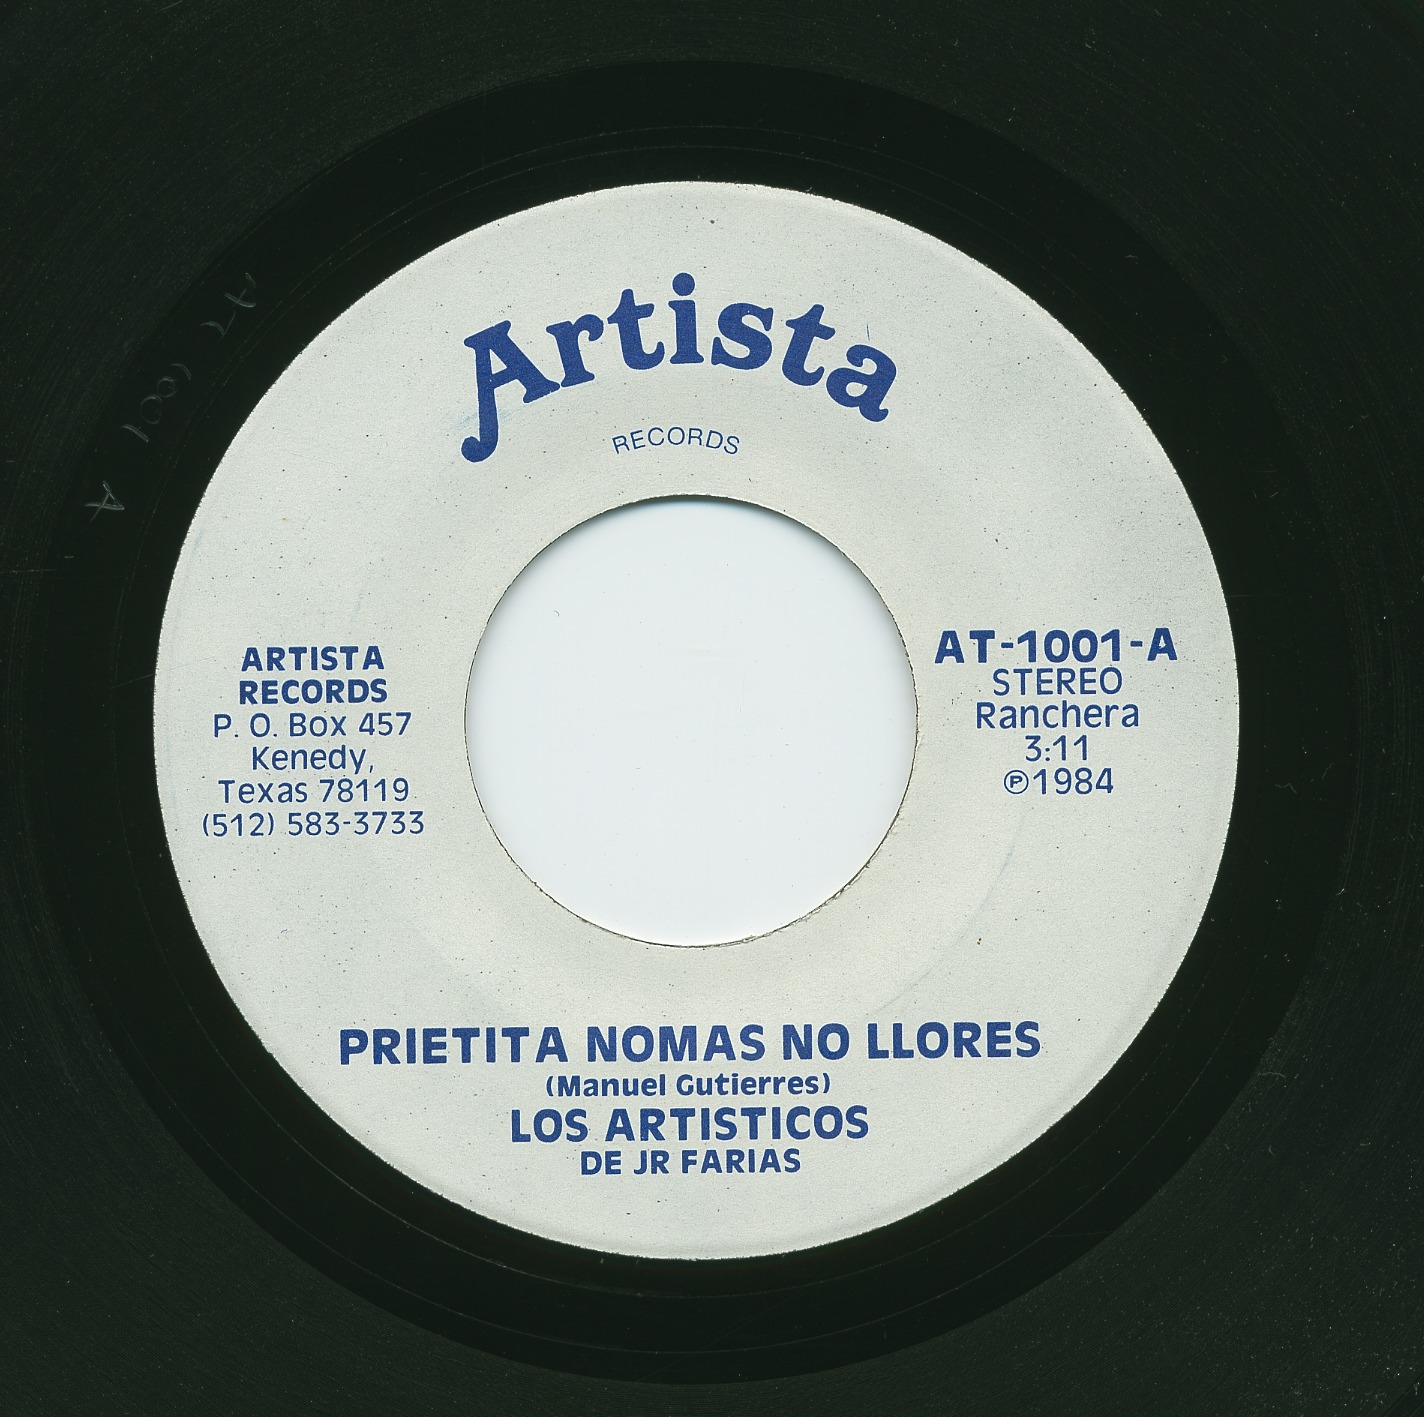 Artista
RECORDS
ARTISTA
RECORDS
P. O. Box 457
Kenedy,
Texas 78119
(512) 583-3733
AT-1001-A
STEREO
Ranchera
3:11
℗1984
PRIETITA NOMAS NO LLORES
(Manuel Gutierres)
LOS ARTISTICOS
DE JR FARIAS
AT 1001 A